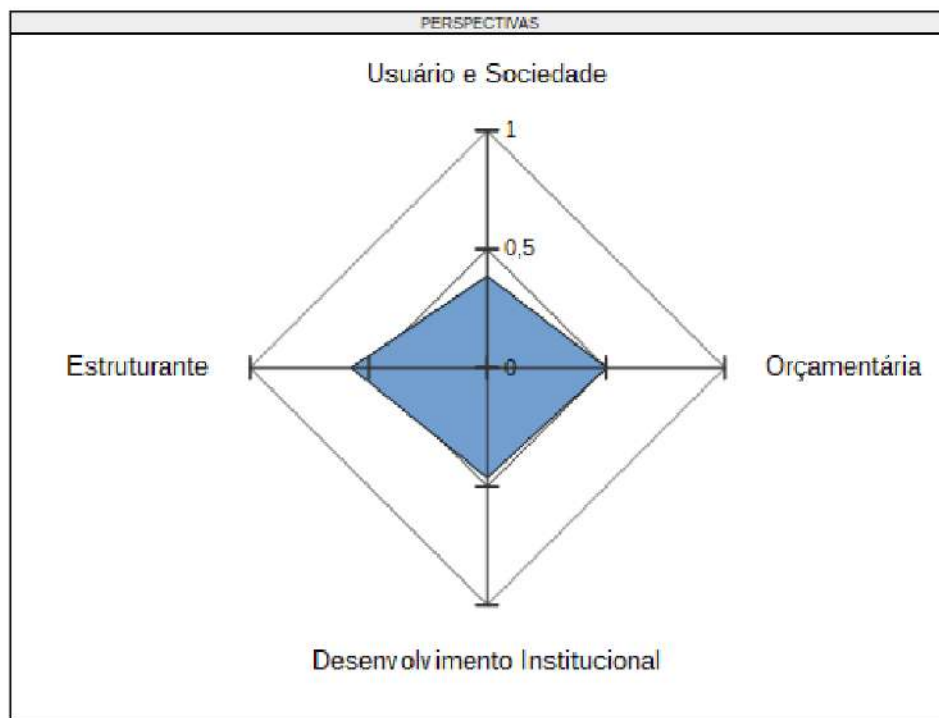 PERSPECTIVAS
Usuário e Sociedade
1
0,5
Estruturante
0
Orçamentária
Desenvolvimento Institucional